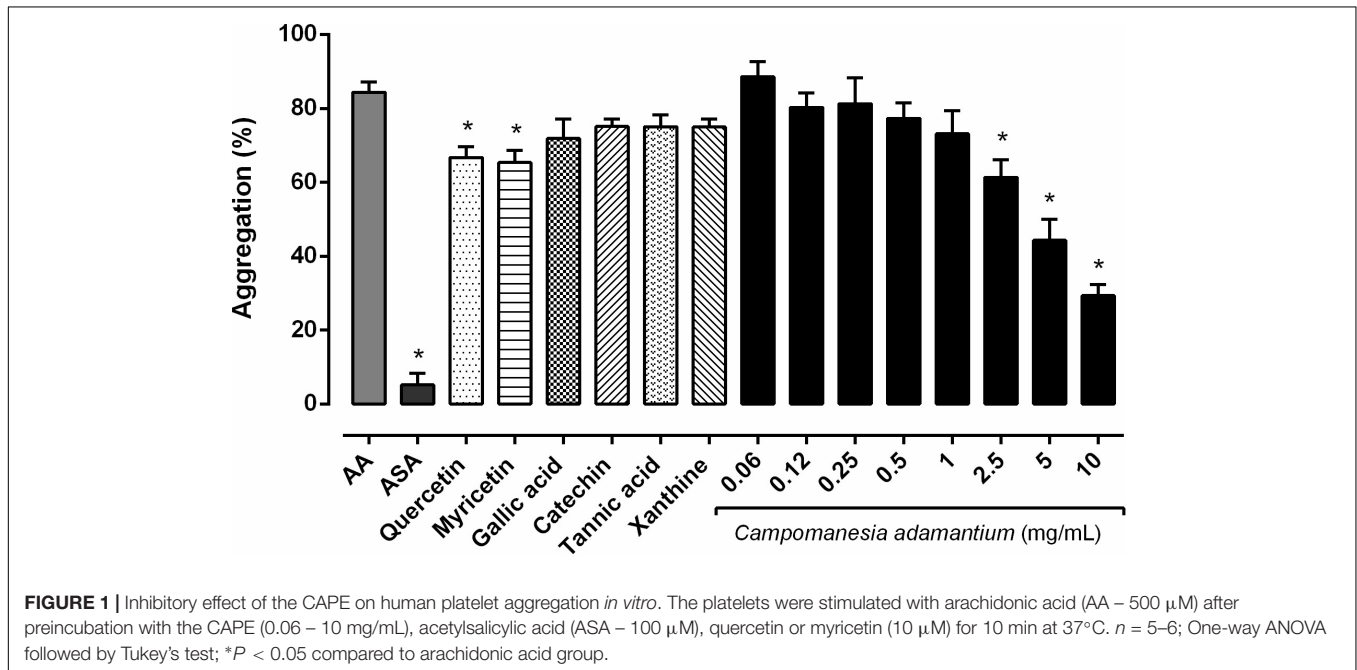 100
80
60
40
20
0
Aggregation (%)
*
*
*
*
*
*
AA
ASA
Quercetin
Myricetin
Gallic acid
Catechin
Tannic acid
Xanthine
0.06
0.12
0.25
0.5
1
2.5
5
10
Campomanesia adamantium (mg/mL)
FIGURE 1 | Inhibitory effect of the CAPE on human platelet aggregation in vitro. The platelets were stimulated with arachidonic acid (AA – 500 μM) after
preincubation with the CAPE (0.06 – 10 mg/mL), acetylsalicylic acid (ASA – 100 μM), quercetin or myricetin (10 μM) for 10 min at 37°C. n = 5–6; One-way ANOVA
followed by Tukey's test; *P < 0.05 compared to arachidonic acid group.